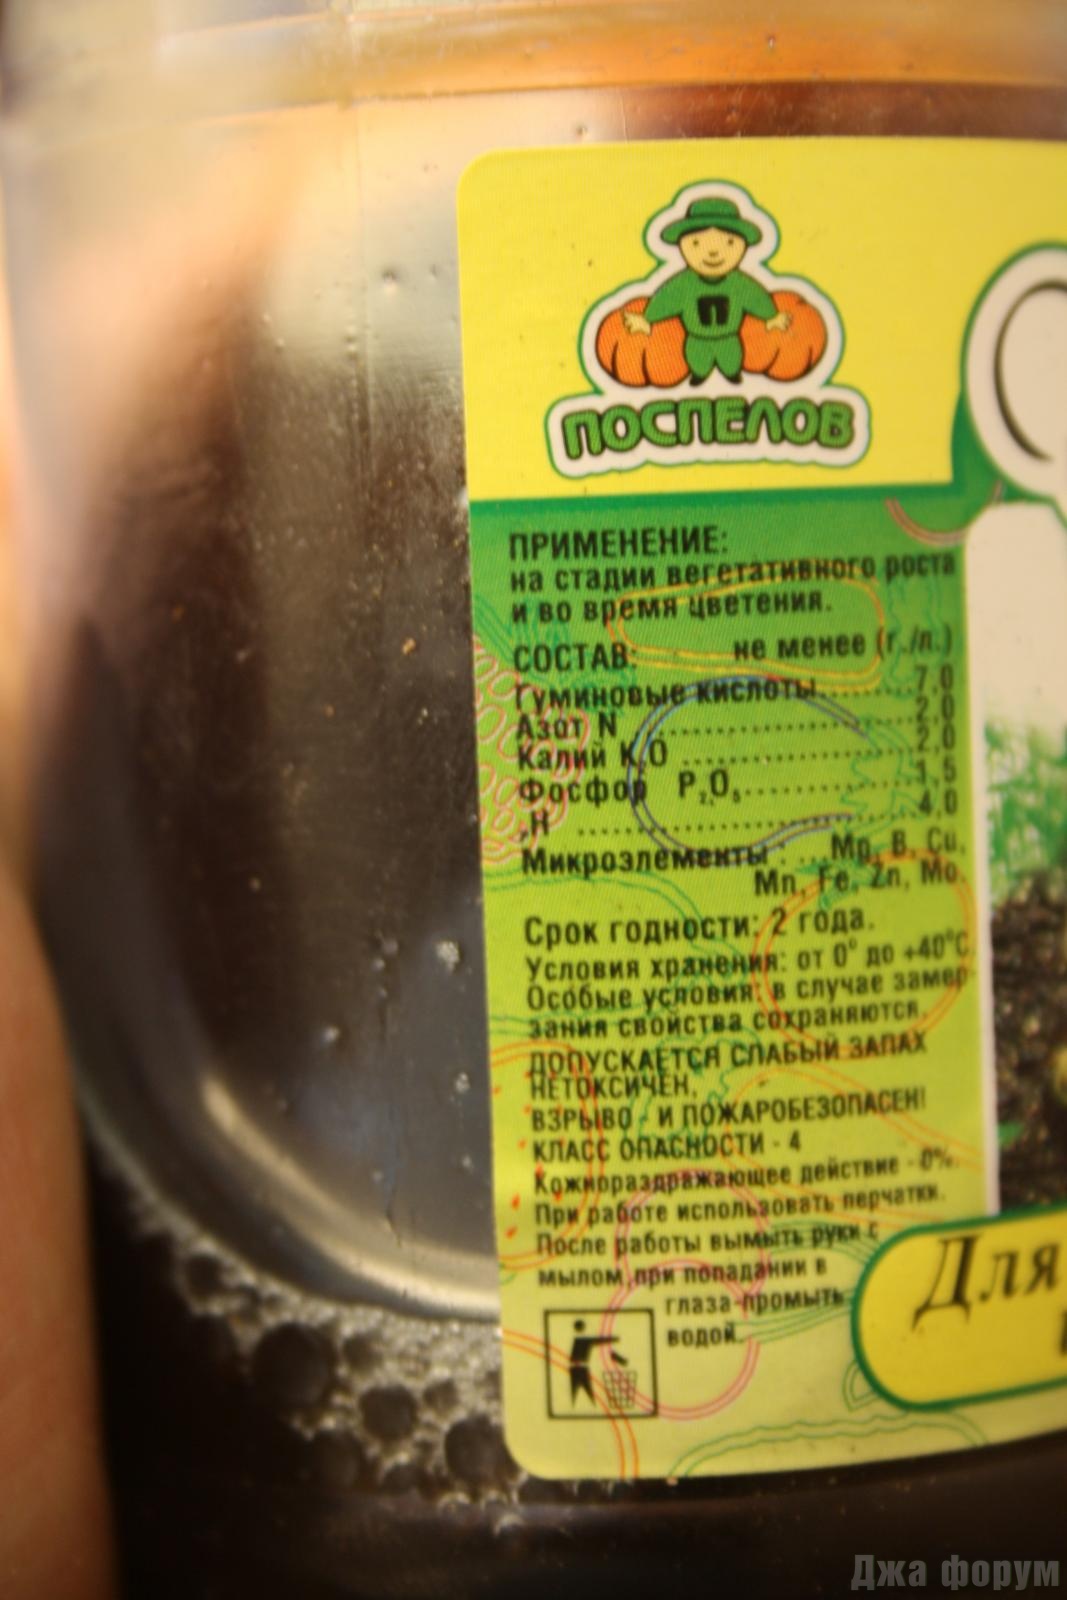 П
ПОСПЕЛОВ
ПРИМЕНЕНИЕ:
на стадии вегетативного роста
и во время цветения.
СОСТАВ: не менее (г./л.)
Гуминовые кислоты........7,0
Азот N ........2,0
Калий K2O ........2,0
Фосфор P2O5........1,5
рН ........4,0
Микроэлементы : ...Mg, B, Cu,
Mn, Fe, Zn, Mo.
Срок годности: 2 года.
Условия хранения: от 0° до +40°С.
Особые условия: в случае замер-
зания свойства сохраняются.
ДОПУСКАЕТСЯ СЛАБЫЙ ЗАПАХ
НЕТОКСИЧЕН,
ВЗРЫВО - И ПОЖАРОБЕЗОПАСЕН!
КЛАСС ОПАСНОСТИ - 4
Кожнораздражающее действие - 0%.
При работе использовать перчатки.
После работы вымыть руки с
мылом,при попадании в
глаза-промыть
водой.
Для
Джа форум